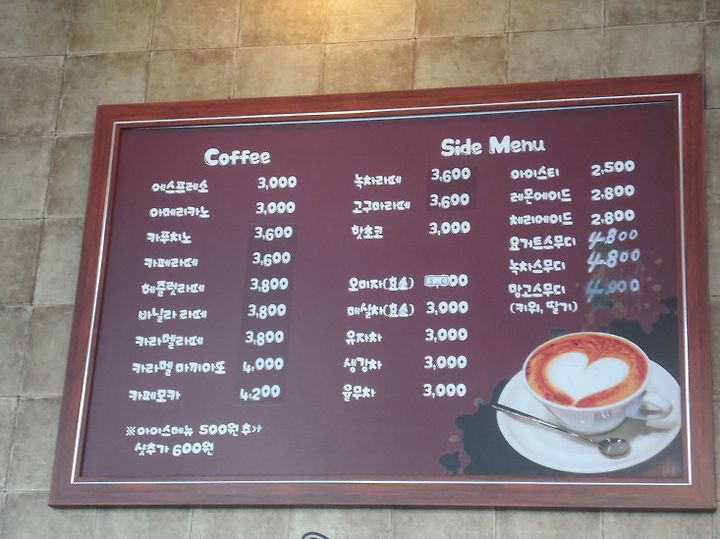 Coffee
에스프레소 3,000
아메리카노 3,000
카푸치노 3,600
카페라떼 3,600
헤즐럿라떼 3,800
바닐라 라떼 3,800
카라멜라떼 3,800
카라멜 마끼아또 4,000
카페모카 4,200
※아이스메뉴 500원 추가
샷추가 600원
Side Menu
녹차라떼 3,600
고구마라떼 3,600
핫초코 3,000
오미자(효소)
매실차(효소) 3,000
유자차 3,000
생강차 3,000
율무차 3,000
아이스티 2,500
레몬에이드 2,800
체리에이드 2,800
요거트스무디 4,800
녹차스무디 4,800
망고스무디 4,800
(키위, 딸기)